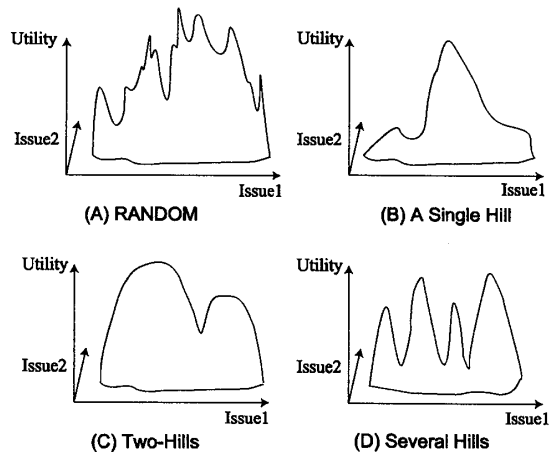 Utility
Issue2
Issue1
(A) RANDOM
Utility
Issue2
Issue1
(B) A Single Hill
Utility
Issue2
Issue1
(C) Two-Hills
Utility
Issue2
Issue1
(D) Several Hills